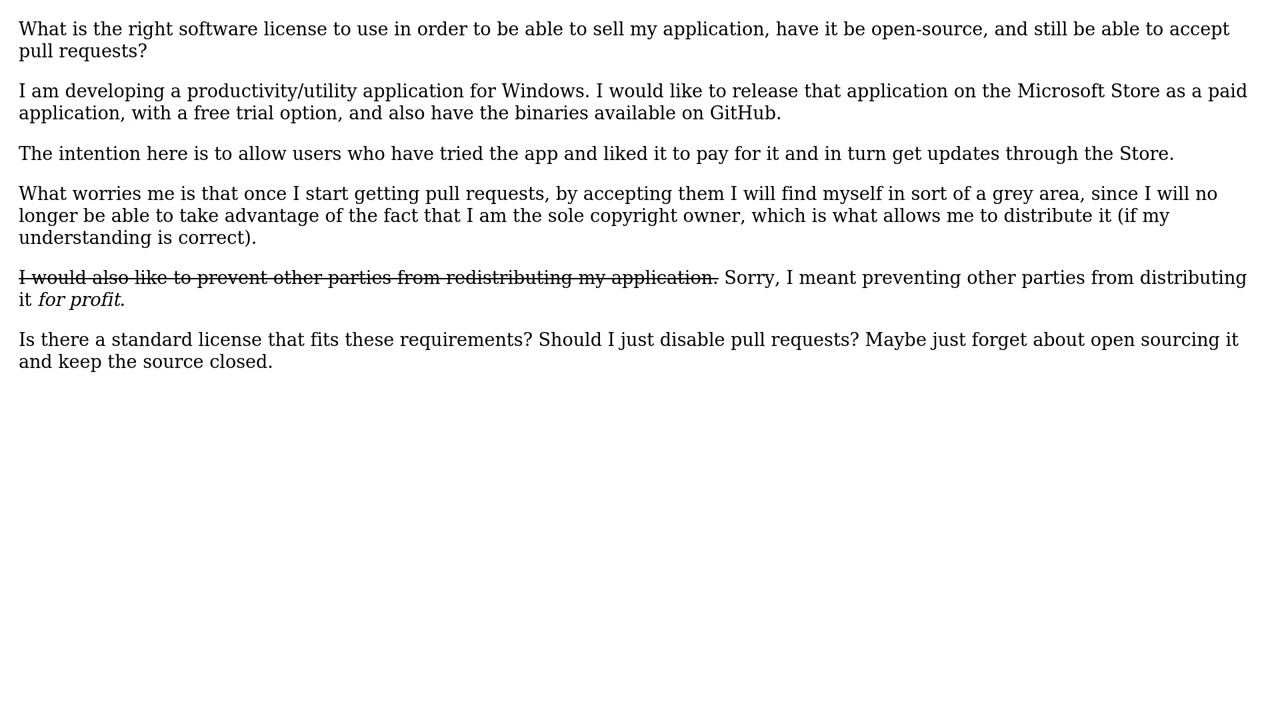 What is the right software license to use in order to be able to sell my application, have it be open-source, and still be able to accept
pull requests?
I am developing a productivity/utility application for Windows. I would like to release that application on the Microsoft Store as a paid
application, with a free trial option, and also have the binaries available on GitHub.
The intention here is to allow users who have tried the app and liked it to pay for it and in turn get updates through the Store.
What worries me is that once I start getting pull requests, by accepting them I will find myself in sort of a grey area, since I will no
longer be able to take advantage of the fact that I am the sole copyright owner, which is what allows me to distribute it (if my
understanding is correct).
I would also like to prevent other parties from redistributing my application. Sorry, I meant preventing other parties from distributing
it for profit.
Is there a standard license that fits these requirements? Should I just disable pull requests? Maybe just forget about open sourcing it
and keep the source closed.